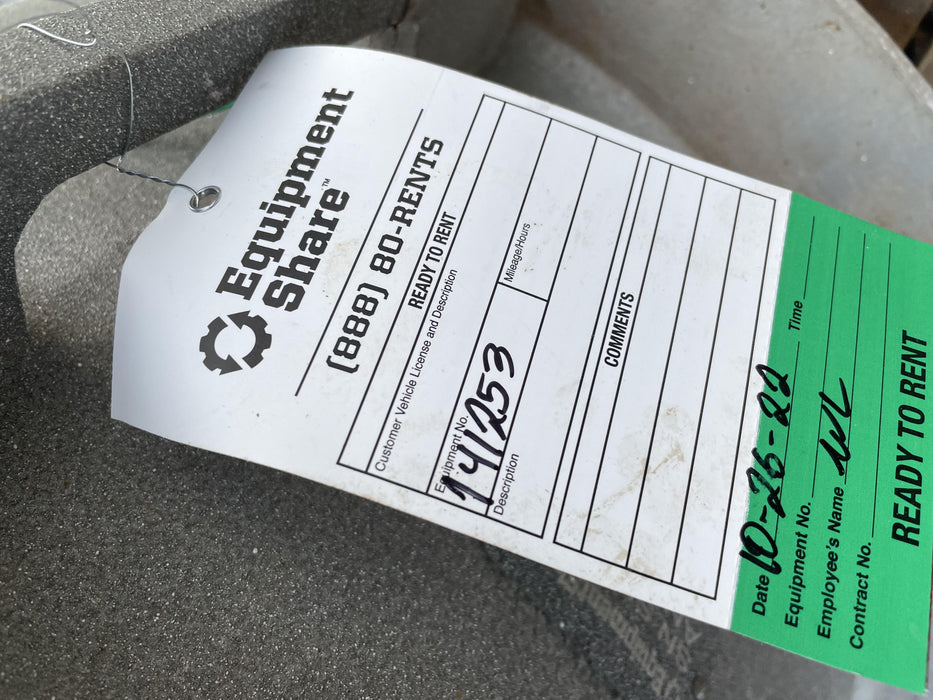 Equipment
Share™
(888) 80-RENTS
READY TO RENT
Customer Vehicle License and Description
Equipment No. Mileage/Hours
141253
Description
COMMENTS
Date 10-26-22 Time
Equipment No.
Employee's Name WL
Contract No.
READY TO RENT